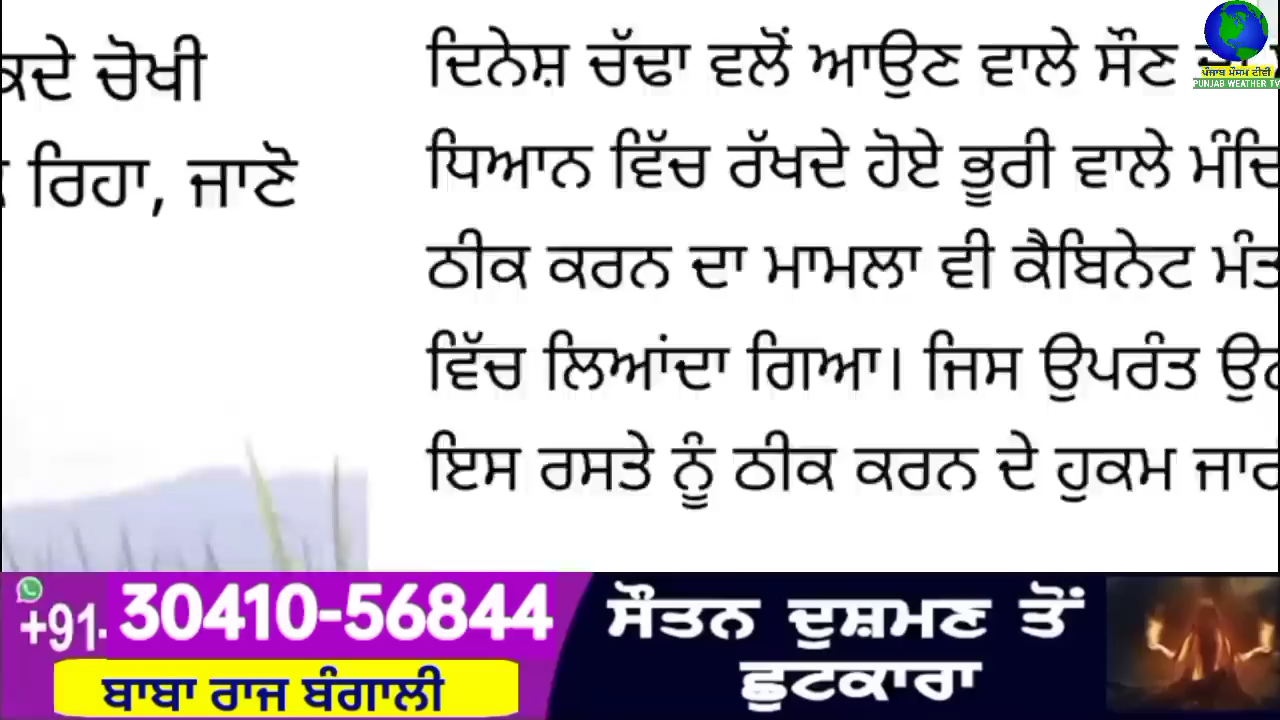 ਕਦੇ ਚੋਖੀ
ਰਿਹਾ, ਜਾਣੋ
ਦਿਨੇਸ਼ ਚੱਢਾ ਵਲੋਂ ਆਉਣ ਵਾਲੇ ਸੌਣ
ਧਿਆਨ ਵਿੱਚ ਰੱਖਦੇ ਹੋਏ ਭੂਰੀ ਵਾਲੇ
ਠੀਕ ਕਰਨ ਦਾ ਮਾਮਲਾ ਵੀ ਕੈਬਿਨੇਟ
ਵਿੱਚ ਲਿਆਂਦਾ ਗਿਆ। ਜਿਸ ਉਪਰੰਤ
ਇਸ ਰਸਤੇ ਨੂੰ ਠੀਕ ਕਰਨ ਦੇ ਹੁਕਮ
ਪੰਜਾਬ ਮੌਸਮ ਟੀਵੀ
PUNJAB WEATHER TV
+91-30410-56844
ਬਾਬਾ ਰਾਜ ਬੰਗਾਲੀ
ਸੌਤਨ ਦੁਸ਼ਮਣ ਤੋਂ
ਛੁਟਕਾਰਾ